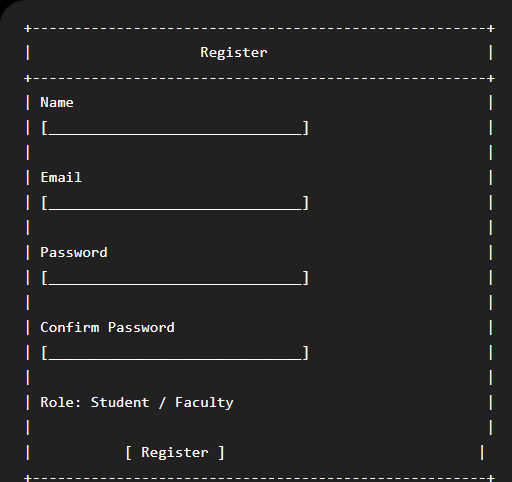 +------------------------------------------------------+
|                    Register                          |
+------------------------------------------------------+
| Name                                                 |
| [______________________________]                     |
|                                                      |
| Email                                                |
| [______________________________]                     |
|                                                      |
| Password                                             |
| [______________________________]                     |
|                                                      |
| Confirm Password                                     |
| [______________________________]                     |
|                                                      |
| Role: Student / Faculty                              |
|                                                      |
|           [ Register ]                              |
+------------------------------------------------------+